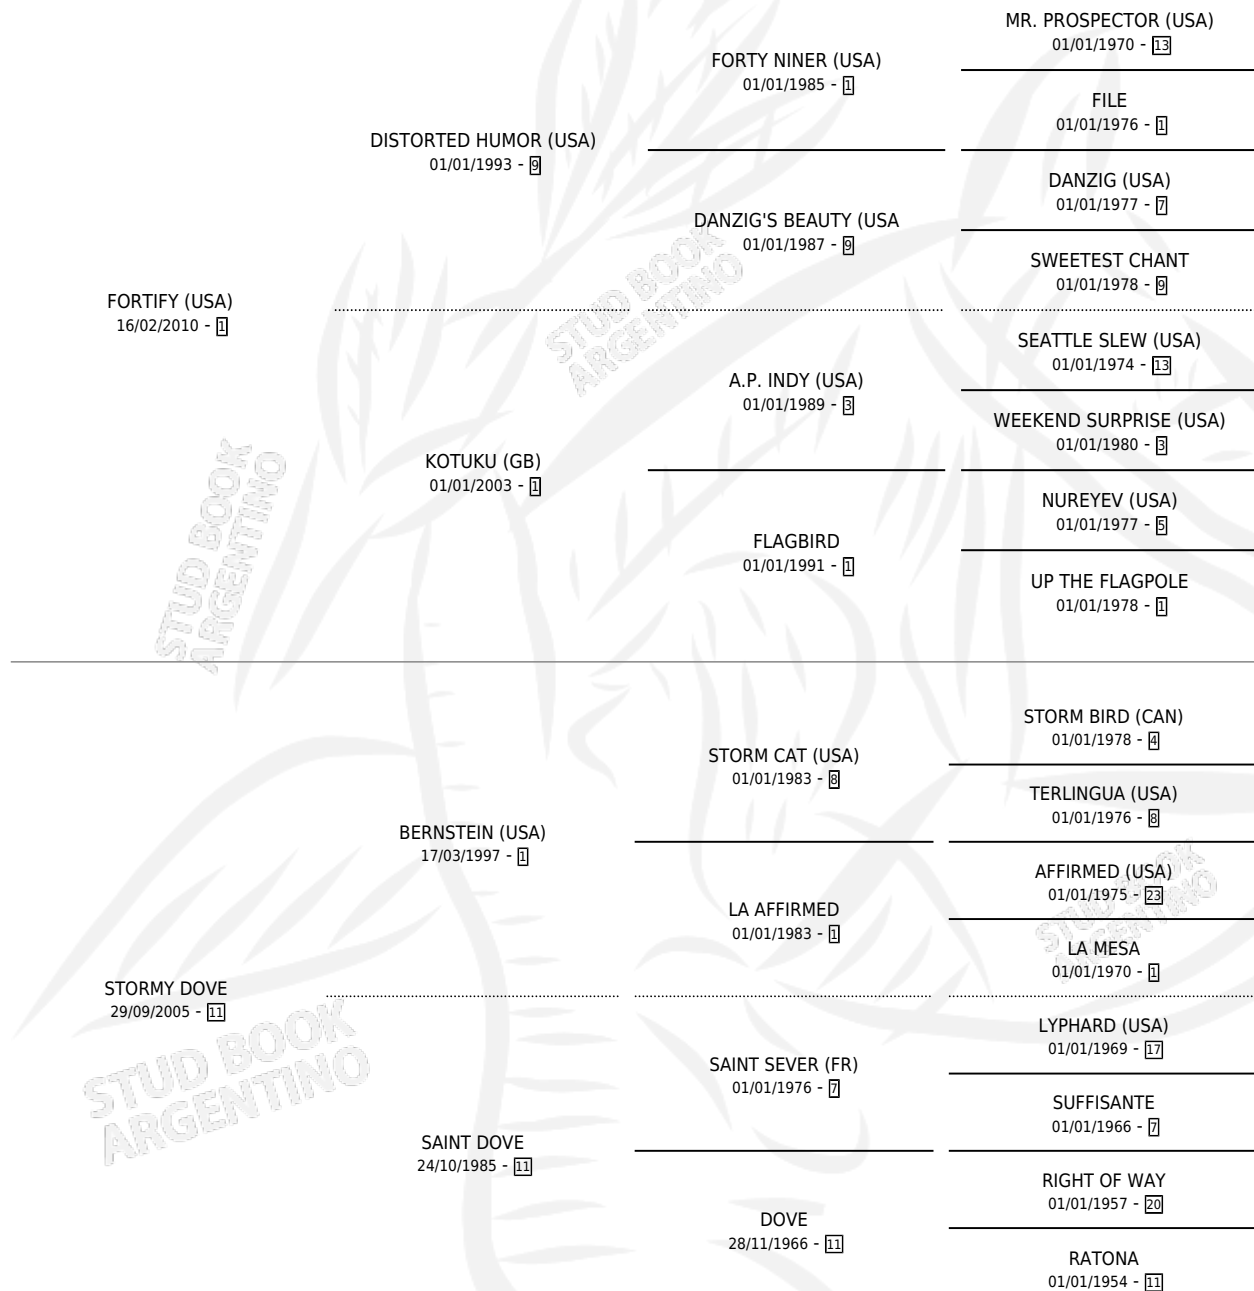 FORTIFY (USA)
16/02/2010 - 1
DISTORTED HUMOR (USA)
01/01/1993 - 9
KOTUKU (GB)
01/01/2003 - 1
FORTY NINER (USA)
01/01/1985 - 1
DANZIG'S BEAUTY (USA
01/01/1987 - 9
A.P. INDY (USA)
01/01/1989 - 3
FLAGBIRD
01/01/1991 - 1
MR. PROSPECTOR (USA)
01/01/1970 - 13
FILE
01/01/1976 - 1
DANZIG (USA)
01/01/1977 - 7
SWEETEST CHANT
01/01/1978 - 9
SEATTLE SLEW (USA)
01/01/1974 - 13
WEEKEND SURPRISE (USA)
01/01/1980 - 3
NUREYEV (USA)
01/01/1977 - 5
UP THE FLAGPOLE
01/01/1978 - 1
STORMY DOVE
29/09/2005 - 11
BERNSTEIN (USA)
17/03/1997 - 1
SAINT DOVE
24/10/1985 - 11
STORM CAT (USA)
01/01/1983 - 8
LA AFFIRMED
01/01/1983 - 1
SAINT SEVER (FR)
01/01/1976 - 7
DOVE
28/11/1966 - 11
STORM BIRD (CAN)
01/01/1978 - 4
TERLINGUA (USA)
01/01/1976 - 8
AFFIRMED (USA)
01/01/1975 - 23
LA MESA
01/01/1970 - 1
LYPHARD (USA)
01/01/1969 - 17
SUFFISANTE
01/01/1966 - 7
RIGHT OF WAY
01/01/1957 - 20
RATONA
01/01/1954 - 11
STUD BOOK
ARGENTINO
STUD BOOK
ARGENTINO
STUD BOOK
ARGENTINO
STUD BOOK
ARGENTINO